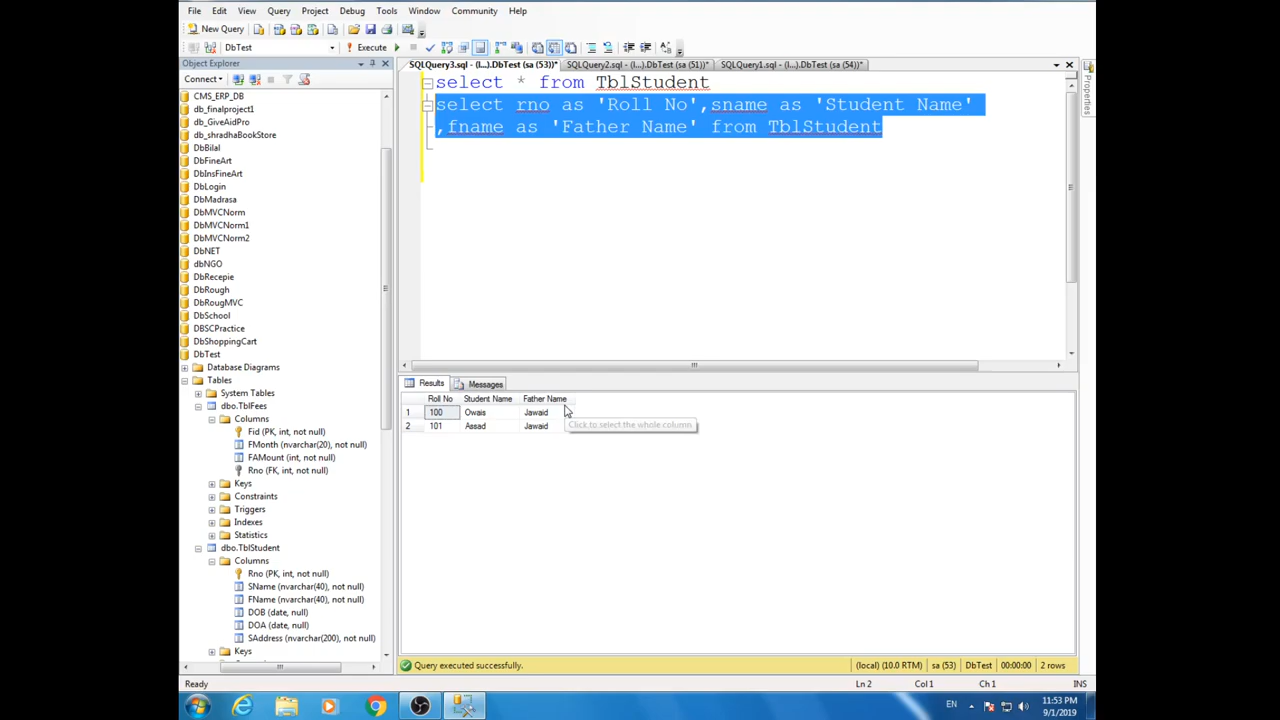 File Edit View Query Project Debug Tools Window Community Help
New Query
DbTest Execute
Object Explorer
Connect
CMS_ERP_DB
db_finalproject1
db_GiveAidPro
db_shradhaBookStore
DbBilal
DbFineArt
DbInsFineArt
DbLogin
DbMadrasa
DbMVCNorm
DbMVCNorm1
DbMVCNorm2
DbNET
dbNGO
DbRecepie
DbRough
DbRougMVC
DbSchool
DBSCPractice
DbShoppingCart
DbTest
Database Diagrams
Tables
System Tables
dbo.TblFees
Columns
Fid (PK, int, not null)
FMonth (nvarchar(20), not null)
FAMount (int, not null)
Rno (FK, int, not null)
Keys
Constraints
Triggers
Indexes
Statistics
dbo.TblStudent
Columns
Rno (PK, int, not null)
SName (nvarchar(40), not null)
FName (nvarchar(40), not null)
DOB (date, null)
DOA (date, null)
SAddress (nvarchar(200), not null)
Keys
SQLQuery3.sql - (l...).DbTest (sa (53))* SQLQuery2.sql - (l...).DbTest (sa (51))* SQLQuery1.sql - (l...).DbTest (sa (54))*
select * from TblStudent
select rno as 'Roll No',sname as 'Student Name'
,fname as 'Father Name' from TblStudent
Properties
Results Messages
Roll No Student Name Father Name
1 100 Owais Jawaid
2 101 Assad Jawaid
Click to select the whole column
Query executed successfully. (local) (10.0 RTM) sa (53) DbTest 00:00:00 2 rows
Ready Ln 2 Col 1 Ch 1 INS
EN 11:53 PM
9/1/2019